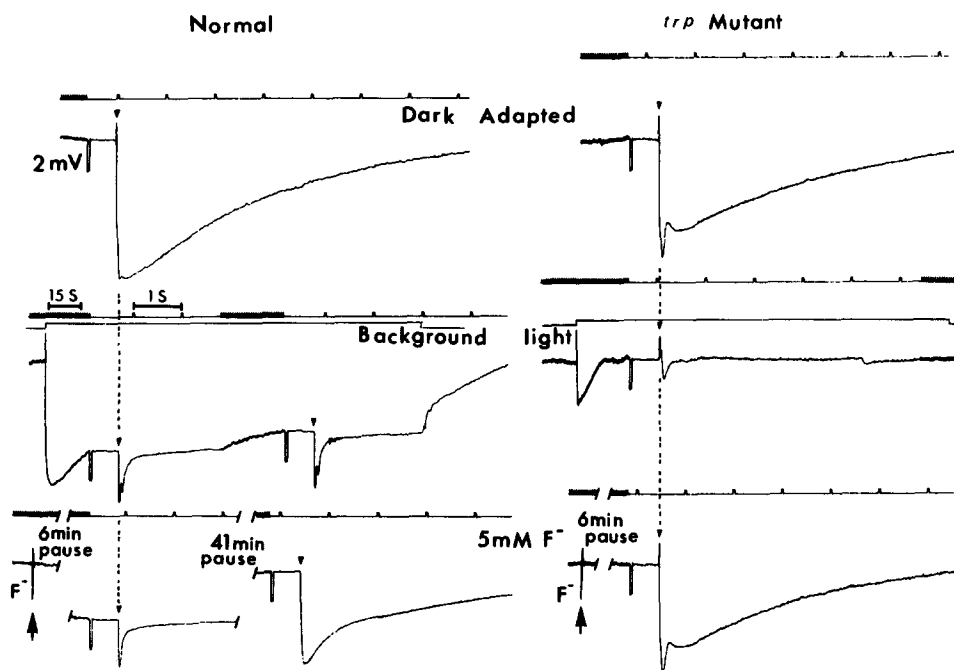 Normal
trp Mutant
Dark Adapted
2mV
15 S
1 S
Background light
6min pause
41min pause
5mM F⁻
6min pause
F⁻
F⁻